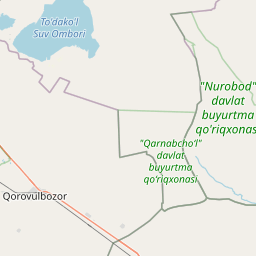 To'dako'l
Suv Ombori
"Nurobod"
davlat
buyurtma
qo'riqxonasi
"Qarnabcho'l"
davlat
buyurtma
qo'riqxonasi
Qorovulbozor